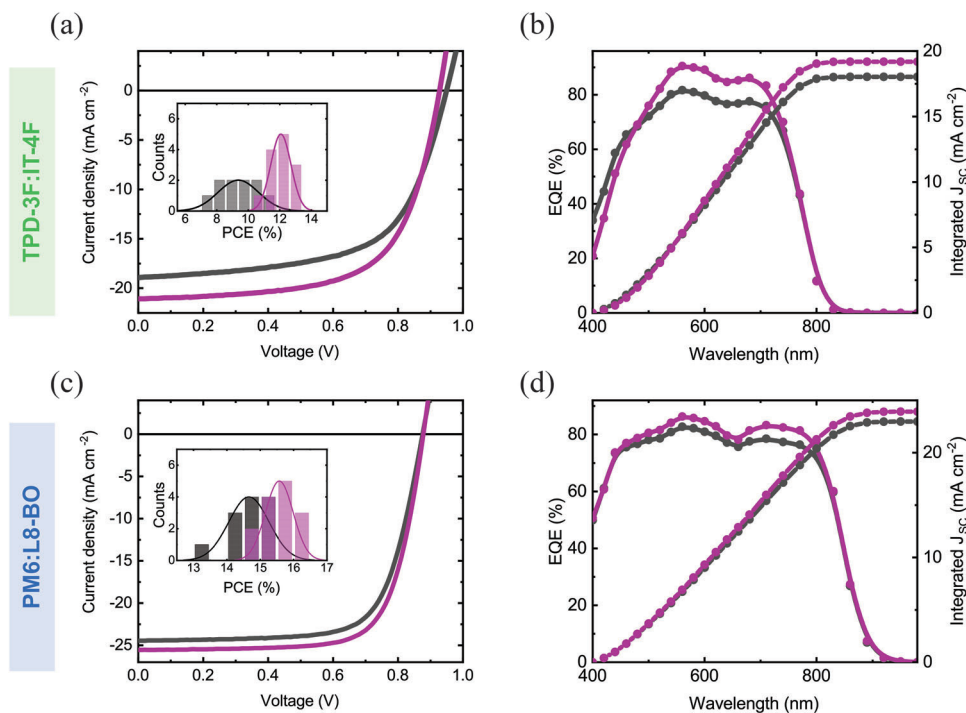 (a)
(b)
TPD-3F:IT-4F
Current density (mA cm⁻²)
0
-5
-10
-15
-20
0.0 0.2 0.4 0.6 0.8 1.0
Voltage (V)
Counts
6
4
2
0
6 8 10 12 14
PCE (%)
EQE (%)
80
60
40
20
0
400 600 800
Wavelength (nm)
20
15
10
5
0
Integrated J_SC (mA cm⁻²)
(c)
(d)
PM6:L8-BO
Current density (mA cm⁻²)
0
-5
-10
-15
-20
-25
0.0 0.2 0.4 0.6 0.8 1.0
Voltage (V)
Counts
6
4
2
0
13 14 15 16 17
PCE (%)
EQE (%)
80
60
40
20
0
400 600 800
Wavelength (nm)
20
10
0
Integrated J_SC (mA cm⁻²)